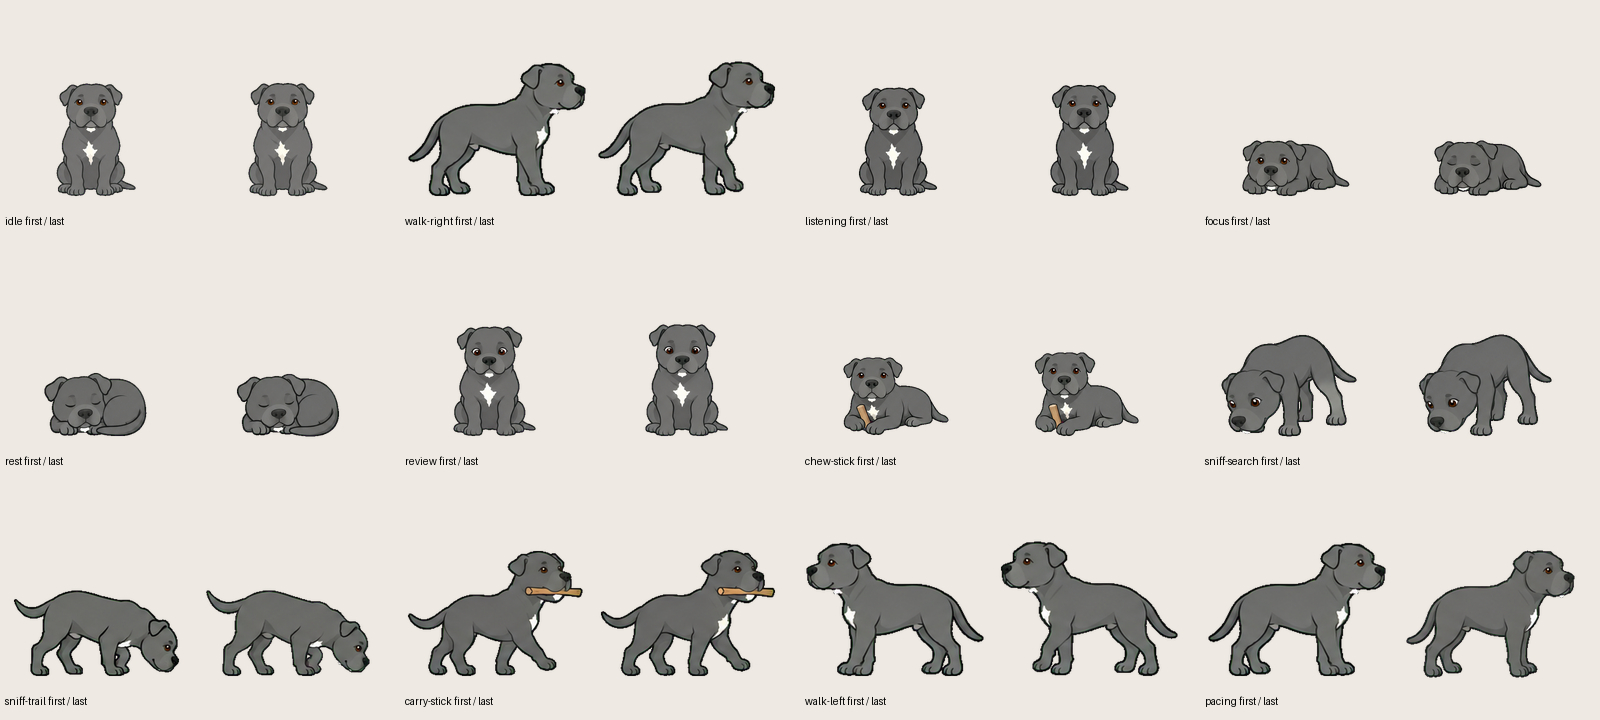 idle first / last
walk-right first / last
listening first / last
focus first / last
rest first / last
review first / last
chew-stick first / last
sniff-search first / last
sniff-trail first / last
carry-stick first / last
walk-left first / last
pacing first / last